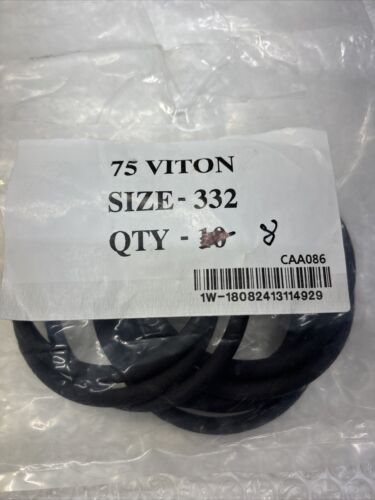 75 VITON
SIZE - 332
QTY - 10 8
CAA086
1W-18082413114929